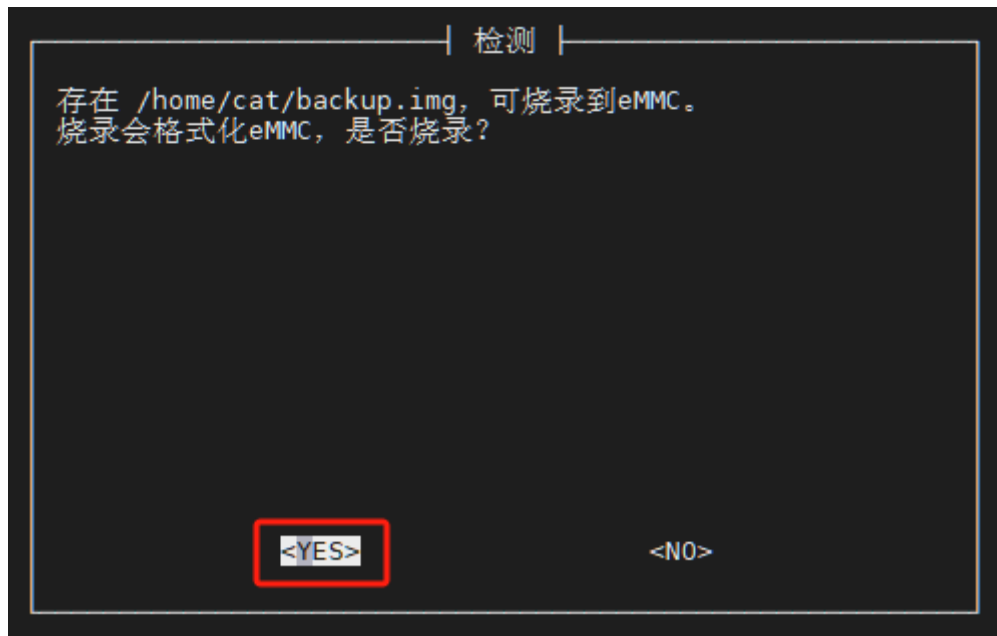 检测
存在 /home/cat/backup.img, 可烧录到eMMC。
烧录会格式化eMMC, 是否烧录?
<YES> <NO>